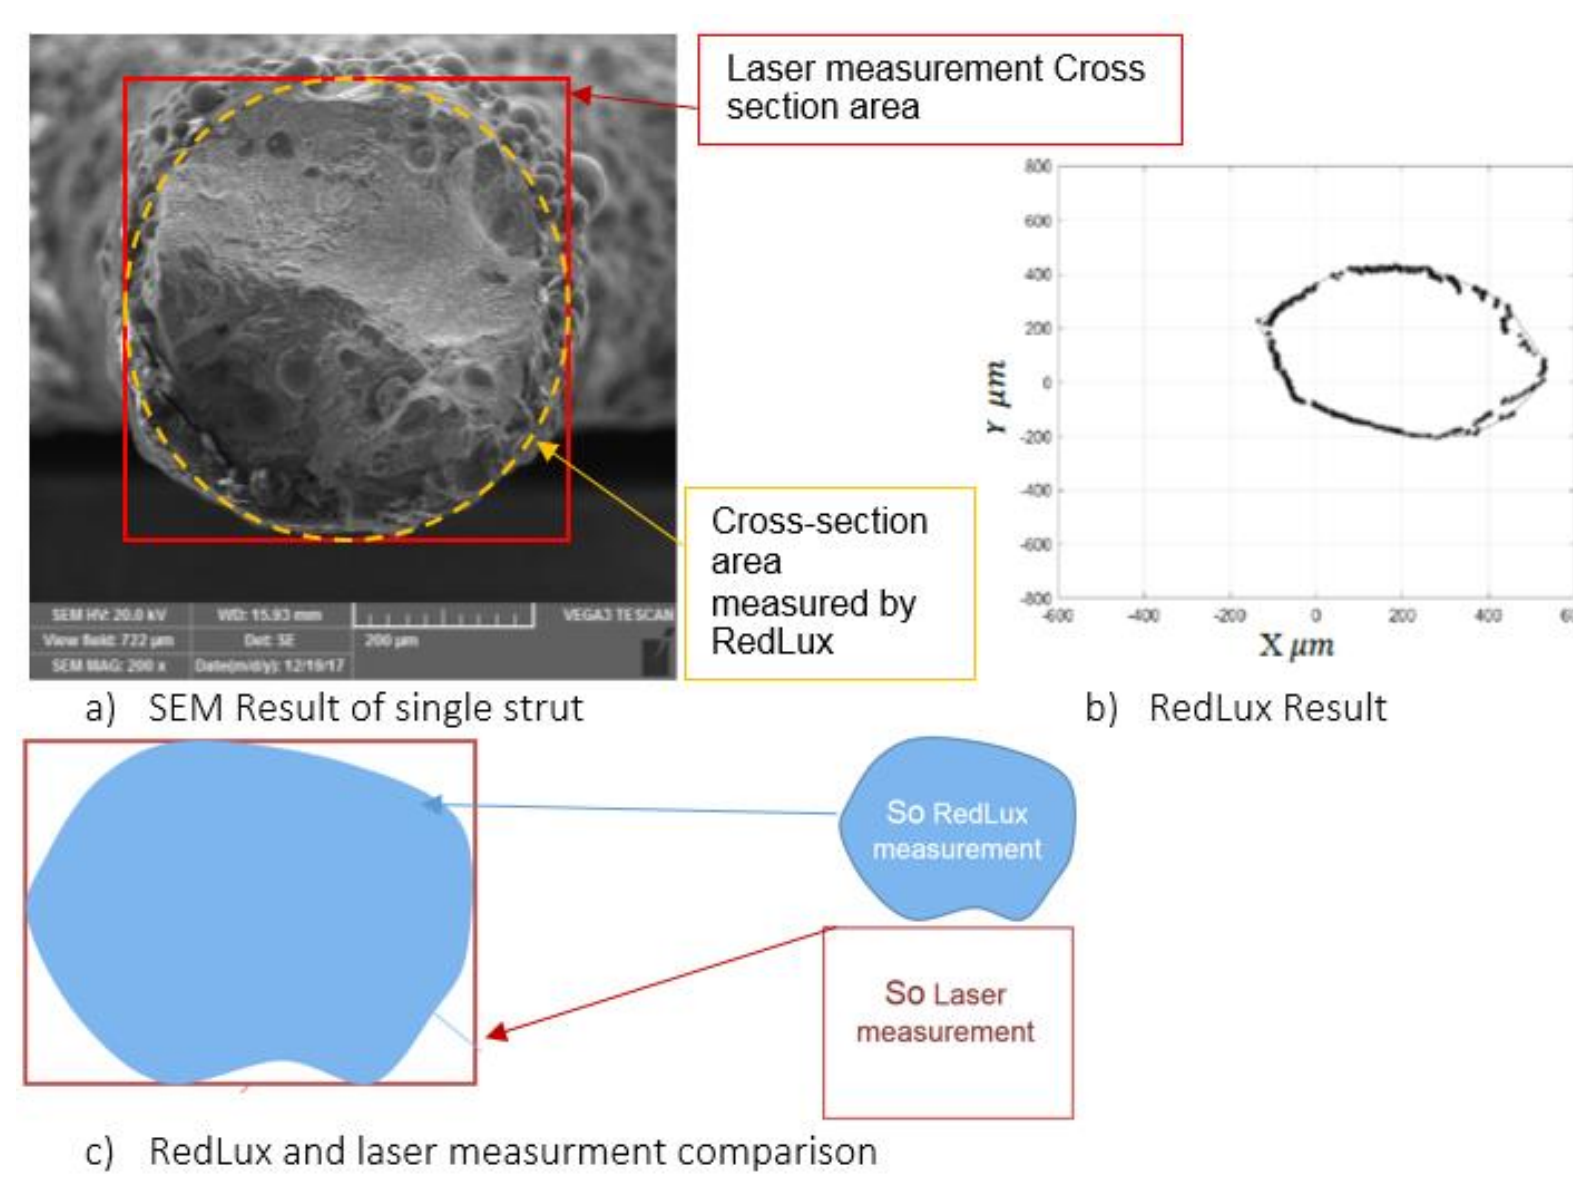 Laser measurement Cross
section area
SEM HV: 20.0 kV
WD: 15.93 mm
VEGA3 TESCAN
View field: 722 µm
Det: SE
200 µm
SEM MAG: 200 x
Date(m/d/y): 12/19/17
Cross-section
area
measured by
RedLux
800
600
400
200
0
-200
-400
-600
-800
Y µm
-600
-400
-200
0
200
400
X µm
a) SEM Result of single strut
b) RedLux Result
So RedLux
measurement
So Laser
measurement
c) RedLux and laser measurment comparison